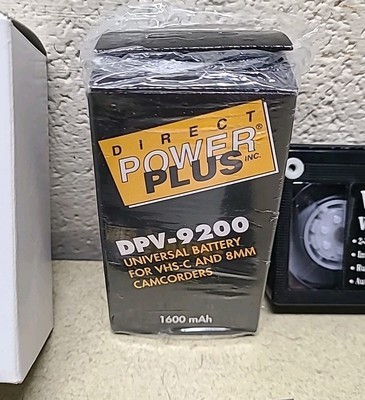 DIRECT
POWER®
PLUS INC.
DPV-9200
UNIVERSAL BATTERY
FOR VHS-C AND 8MM
CAMCORDERS
1600 mAh